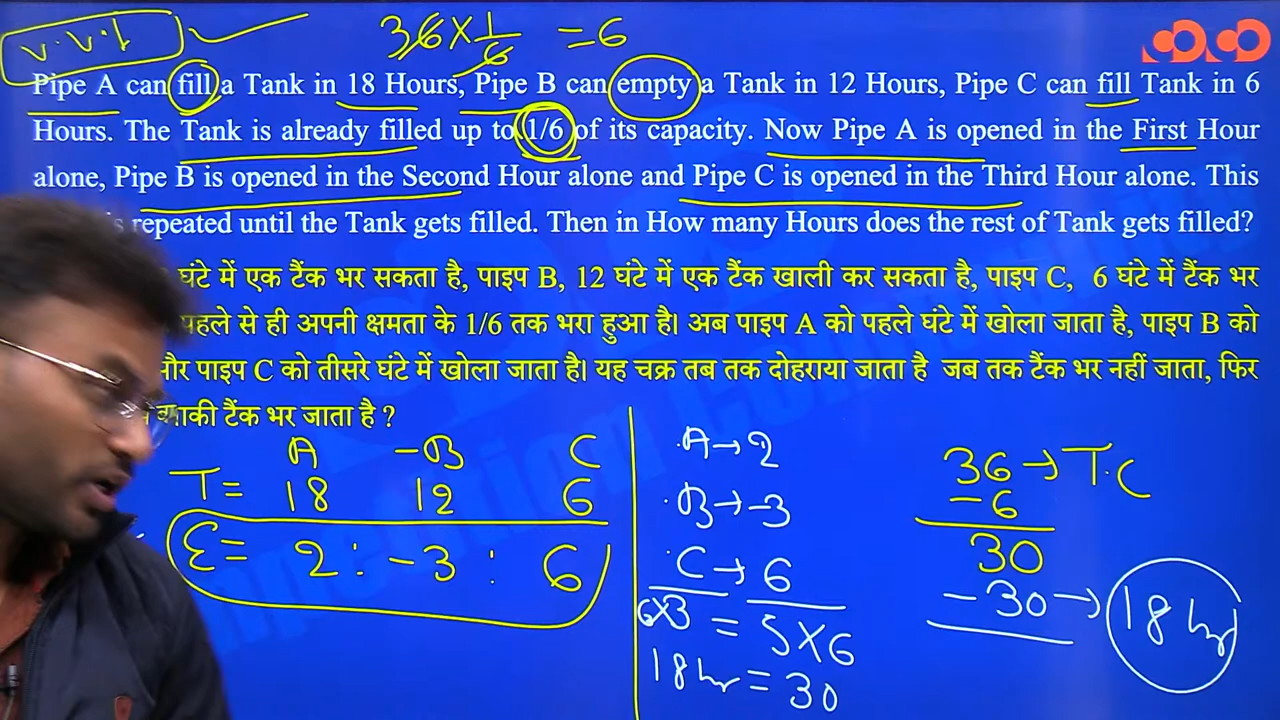 V.V.I
36 × 1/6 = 6
Pipe A can fill a Tank in 18 Hours, Pipe B can empty a Tank in 12 Hours, Pipe C can fill Tank in 6
Hours. The Tank is already filled up to 1/6 of its capacity. Now Pipe A is opened in the First Hour
alone, Pipe B is opened in the Second Hour alone and Pipe C is opened in the Third Hour alone. This
repeated until the Tank gets filled. Then in How many Hours does the rest of Tank gets filled?
घंटे में एक टैंक भर सकता है, पाइप B, 12 घंटे में एक टैंक खाली कर सकता है, पाइप C, 6 घंटे में टैंक भर
पहले से ही अपनी क्षमता के 1/6 तक भरा हुआ है। अब पाइप A को पहले घंटे में खोला जाता है, पाइप B को
और पाइप C को तीसरे घंटे में खोला जाता है। यह चक्र तब तक दोहराया जाता है जब तक टैंक भर नहीं जाता, फिर
बाकी टैंक भर जाता है ?
A -B C
T = 18 12 6
E = 2 : -3 : 6
A → 2
B → -3
C → 6
6×3 = 5×6
18 hr = 30
36 → T.C
-6
30
-30 → 18 hr